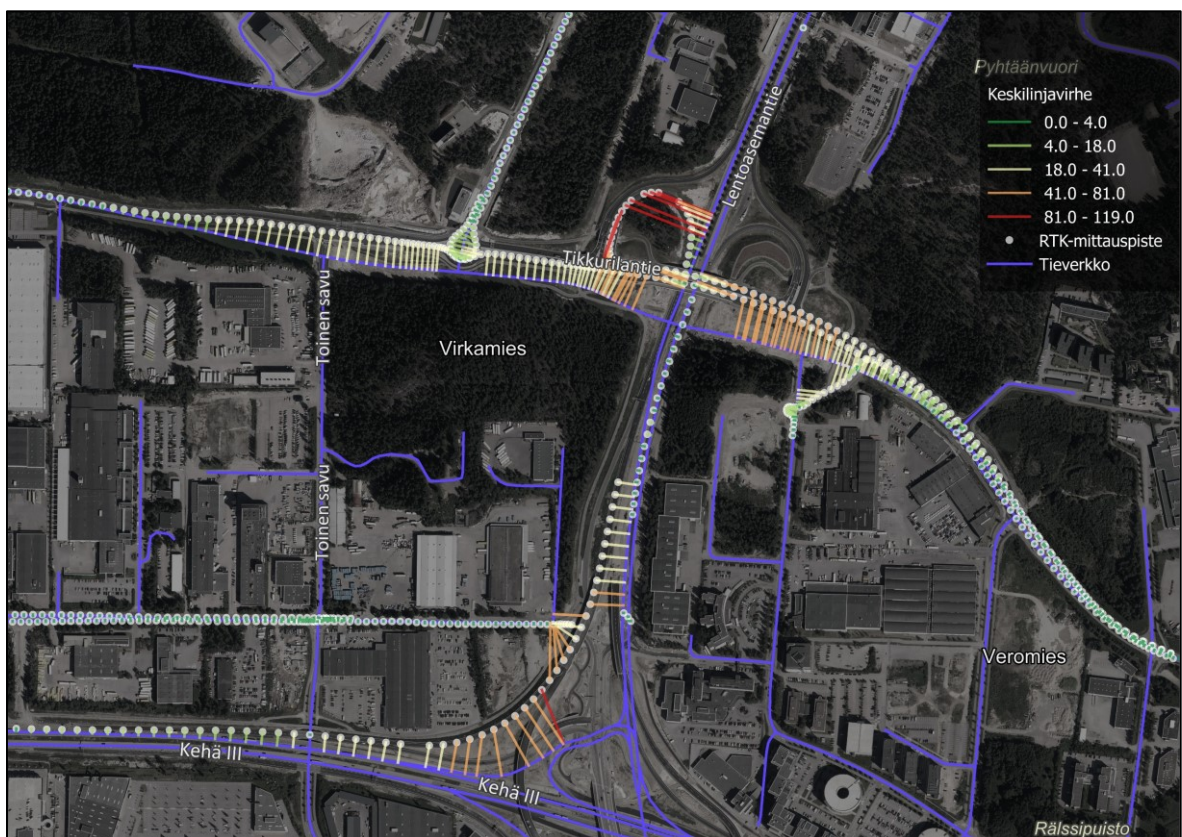 Pyhtäänvuori
Keskilinjavirhe
0.0 - 4.0
4.0 - 18.0
18.0 - 41.0
41.0 - 81.0
81.0 - 119.0
RTK-mittauspiste
Tieverkko
Lentoasemantie
Tikkurilantie
Toinen savu
Virkamies
Toinen savu
Veromies
Kehä III
Kehä III
Rälssipuisto